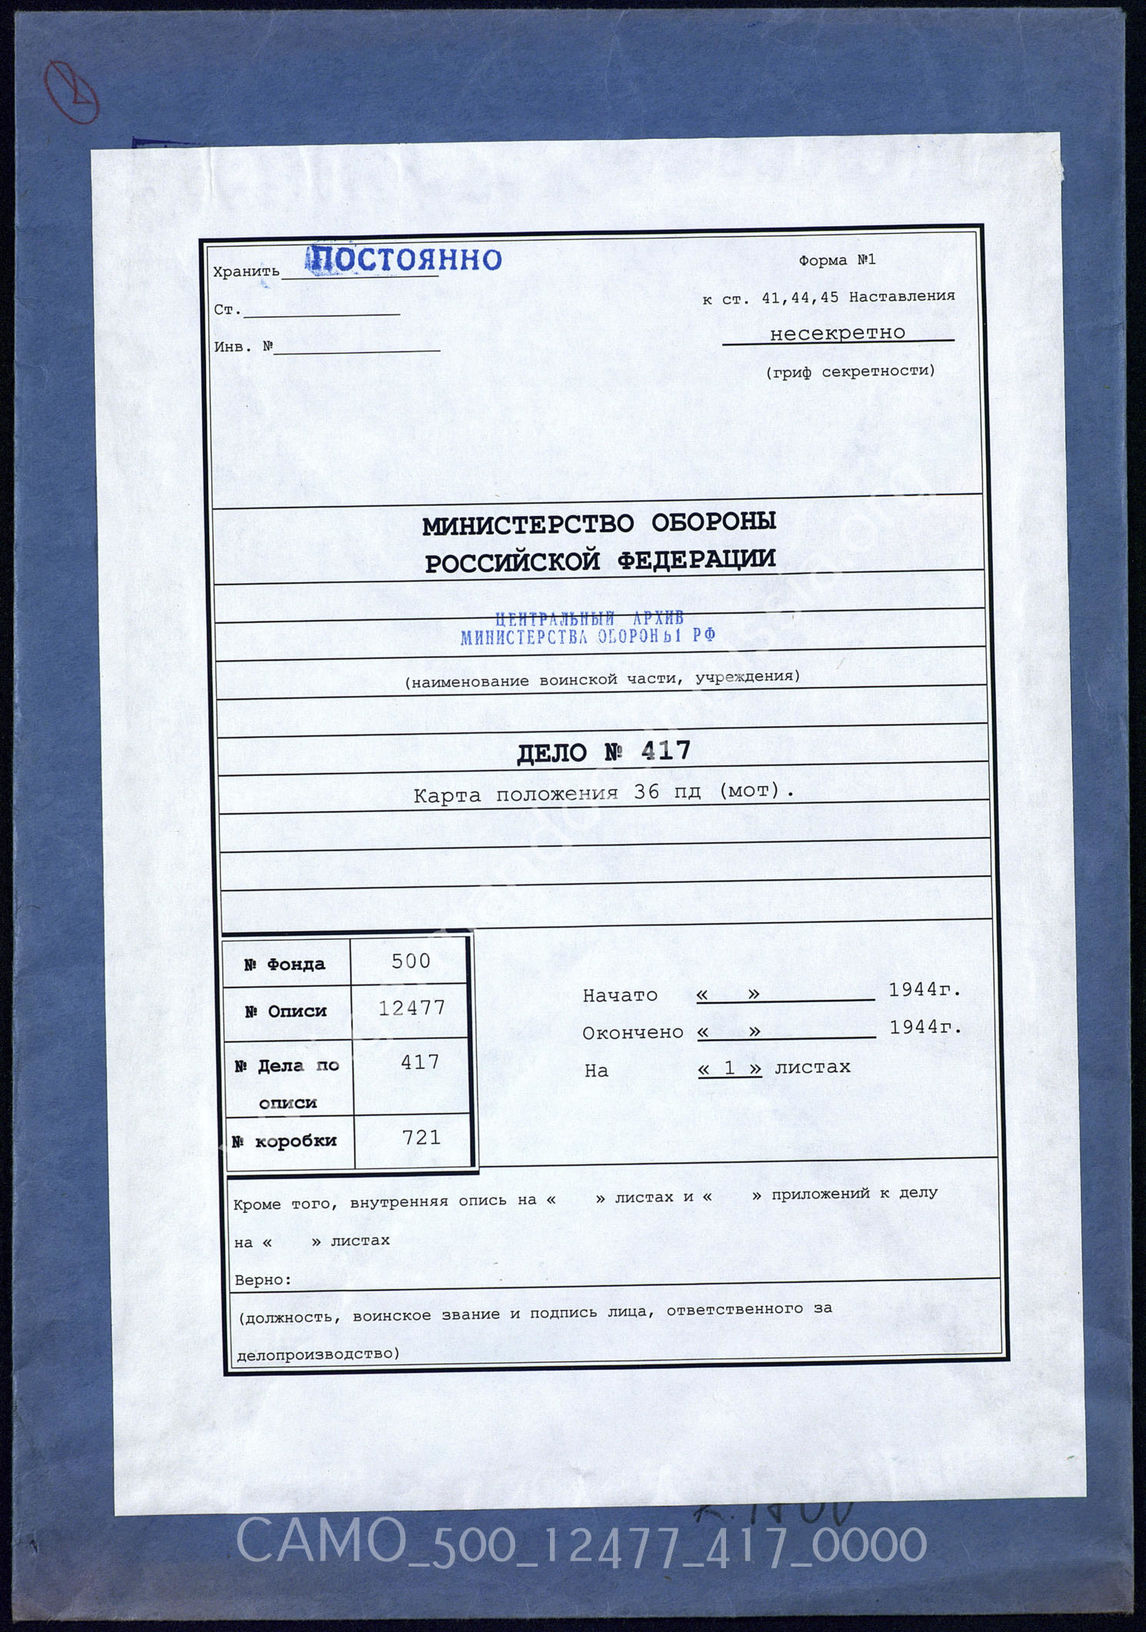 Хранить ПОСТОЯННО
Ст.
Инв. №
Форма №1
к ст. 41,44,45 Наставления
несекретно
(гриф секретности)
МИНИСТЕРСТВО ОБОРОНЫ
РОССИЙСКОЙ ФЕДЕРАЦИИ
ЦЕНТРАЛЬНЫЙ АРХИВ
МИНИСТЕРСТВА ОБОРОНЫ РФ
(наименование воинской части, учреждения)
ДЕЛО № 417
Карта положения 36 пд (мот).
№ Фонда 500
№ Описи 12477
№ Дела по
описи
417
№ коробки 721
Начато « » 1944г.
Окончено « » 1944г.
На « 1 » листах
Кроме того, внутренняя опись на « » листах и « » приложений к делу
на « » листах
Верно:
(должность, воинское звание и подпись лица, ответственного за
делопроизводство)
CAMO_500_12477_417_0000